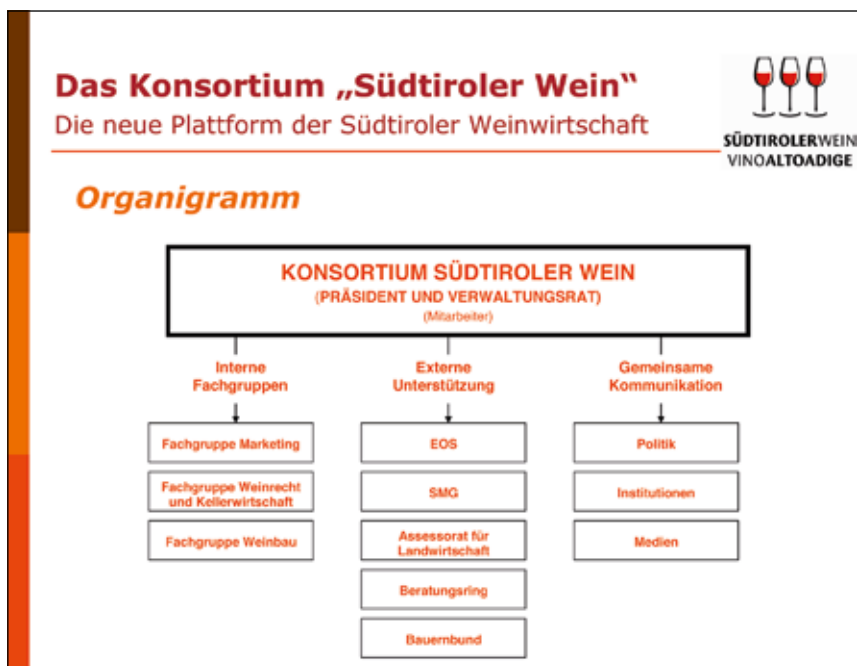 Das Konsortium „Südtiroler Wein“
Die neue Plattform der Südtiroler Weinwirtschaft
SÜDTIROLERWEIN
VINOALTOADIGE
Organigramm
KONSORTIUM SÜDTIROLER WEIN
(PRÄSIDENT UND VERWALTUNGSRAT)
(Mitarbeiter)
Interne
Fachgruppen
Fachgruppe Marketing
Fachgruppe Weinrecht
und Kellerwirtschaft
Fachgruppe Weinbau
Externe
Unterstützung
EOS
SMG
Assessorat für
Landwirtschaft
Beratungsring
Bauernbund
Gemeinsame
Kommunikation
Politik
Institutionen
Medien